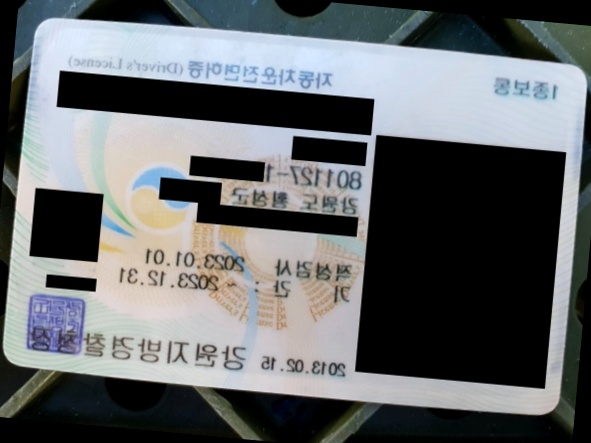 1종보통
자동차운전면허증 (Driver's License)
801127-1
강원도 횡성군
적성검사 2023.01.01
기 간 : ~ 2023.12.31
2013.02.15 강원지방경찰청장